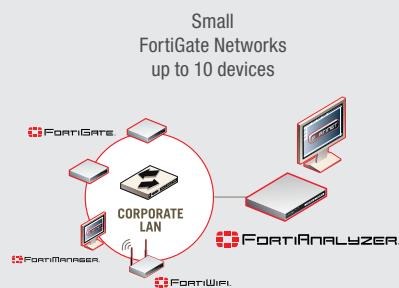 Small
FortiGate Networks
up to 10 devices
FORTIGATE
CORPORATE
LAN
FORTIANALYZER
FORTIMANAGER
FORTIWIFI